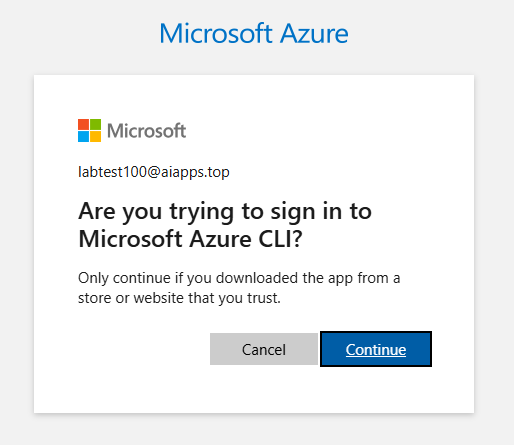 Microsoft Azure
Microsoft
labtest100@aiapps.top
Are you trying to sign in to
Microsoft Azure CLI?
Only continue if you downloaded the app from a
store or website that you trust.
Cancel
Continue